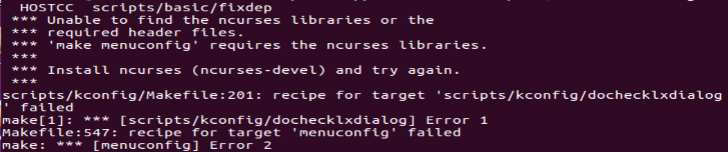 HOSTCC  scripts/basic/fixdep
*** Unable to find the ncurses libraries or the
*** required header files.
*** 'make menuconfig' requires the ncurses libraries.
***
*** Install ncurses (ncurses-devel) and try again.
***
scripts/kconfig/Makefile:201: recipe for target 'scripts/kconfig/dochecklxdialog
' failed
make[1]: *** [scripts/kconfig/dochecklxdialog] Error 1
Makefile:547: recipe for target 'menuconfig' failed
make: *** [menuconfig] Error 2